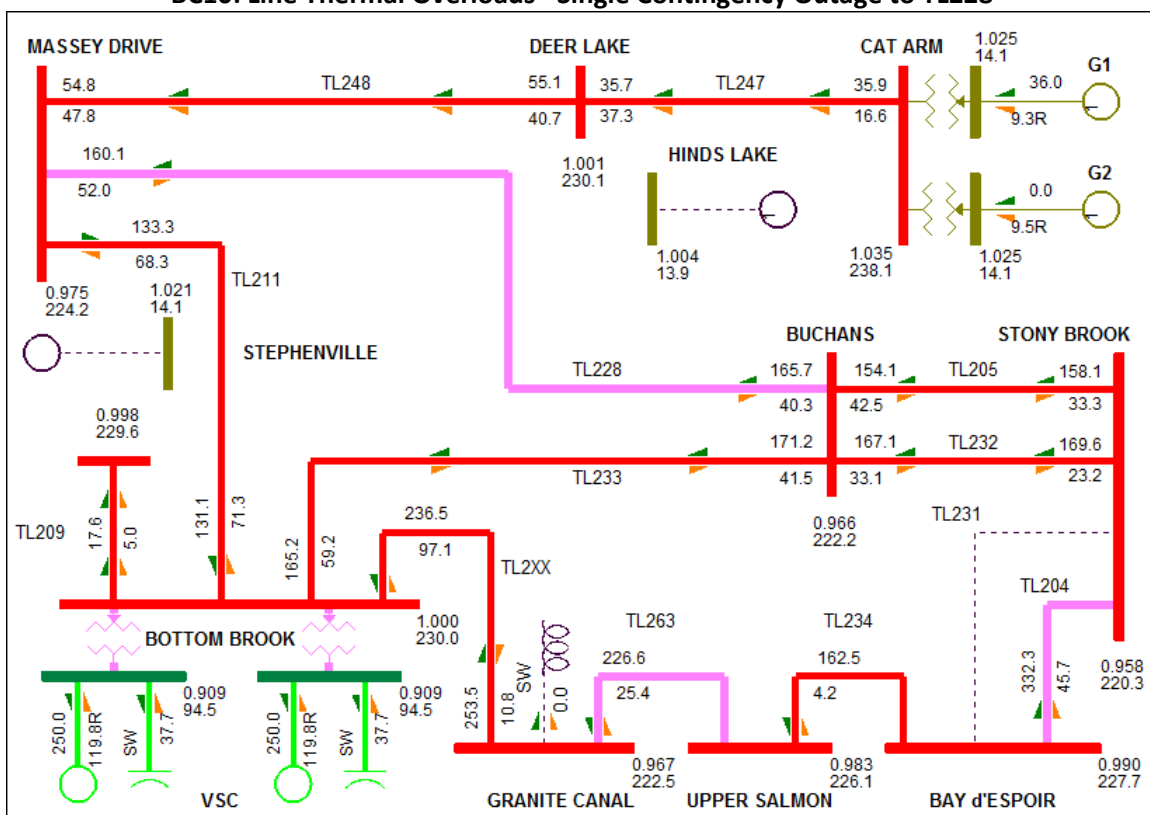 Line Thermal Overloads - Single Contingency Outage to TL228
MASSEY DRIVE
DEER LAKE
CAT ARM
1.025
14.1
G1
54.8
TL248
55.1
35.7
TL247
35.9
36.0
47.8
40.7
37.3
16.6
9.3R
160.1
52.0
1.001
230.1
HINDS LAKE
G2
0.0
9.5R
133.3
68.3
TL211
1.004
13.9
1.035
238.1
1.025
14.1
0.975
224.2
1.021
14.1
STEPHENVILLE
BUCHANS
STONY BROOK
TL228
165.7
154.1
TL205
158.1
40.3
42.5
33.3
0.998
229.6
171.2
167.1
TL232
169.6
TL233
41.5
33.1
23.2
TL209
17.6
5.0
131.1
71.3
165.2
59.2
236.5
97.1
TL2XX
0.966
222.2
TL231
TL204
BOTTOM BROOK
1.000
230.0
TL263
TL234
226.6
25.4
162.5
4.2
332.3
45.7
0.958
220.3
0.909
94.5
0.909
94.5
250.0
119.8R
SW
37.7
250.0
119.8R
SW
37.7
253.5
10.8
SW
0.0
VSC
0.967
222.5
0.983
226.1
0.990
227.7
GRANITE CANAL
UPPER SALMON
BAY d'ESPOIR